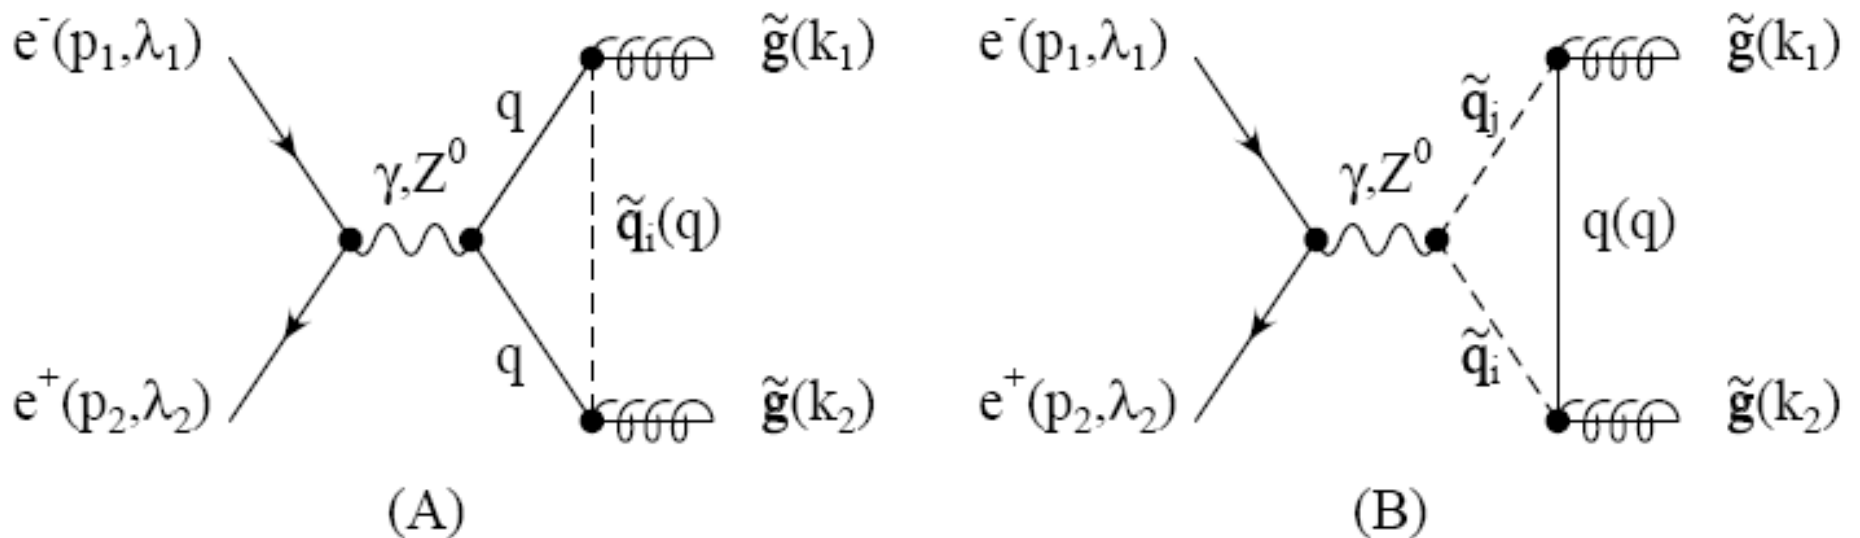 e⁻(p₁,λ₁)
q
γ,Z⁰
g̃(k₁)
q̃ᵢ(q)
q
e⁺(p₂,λ₂)
g̃(k₂)
(A)
e⁻(p₁,λ₁)
q̃ⱼ
γ,Z⁰
g̃(k₁)
q(q)
q̃ᵢ
e⁺(p₂,λ₂)
g̃(k₂)
(B)